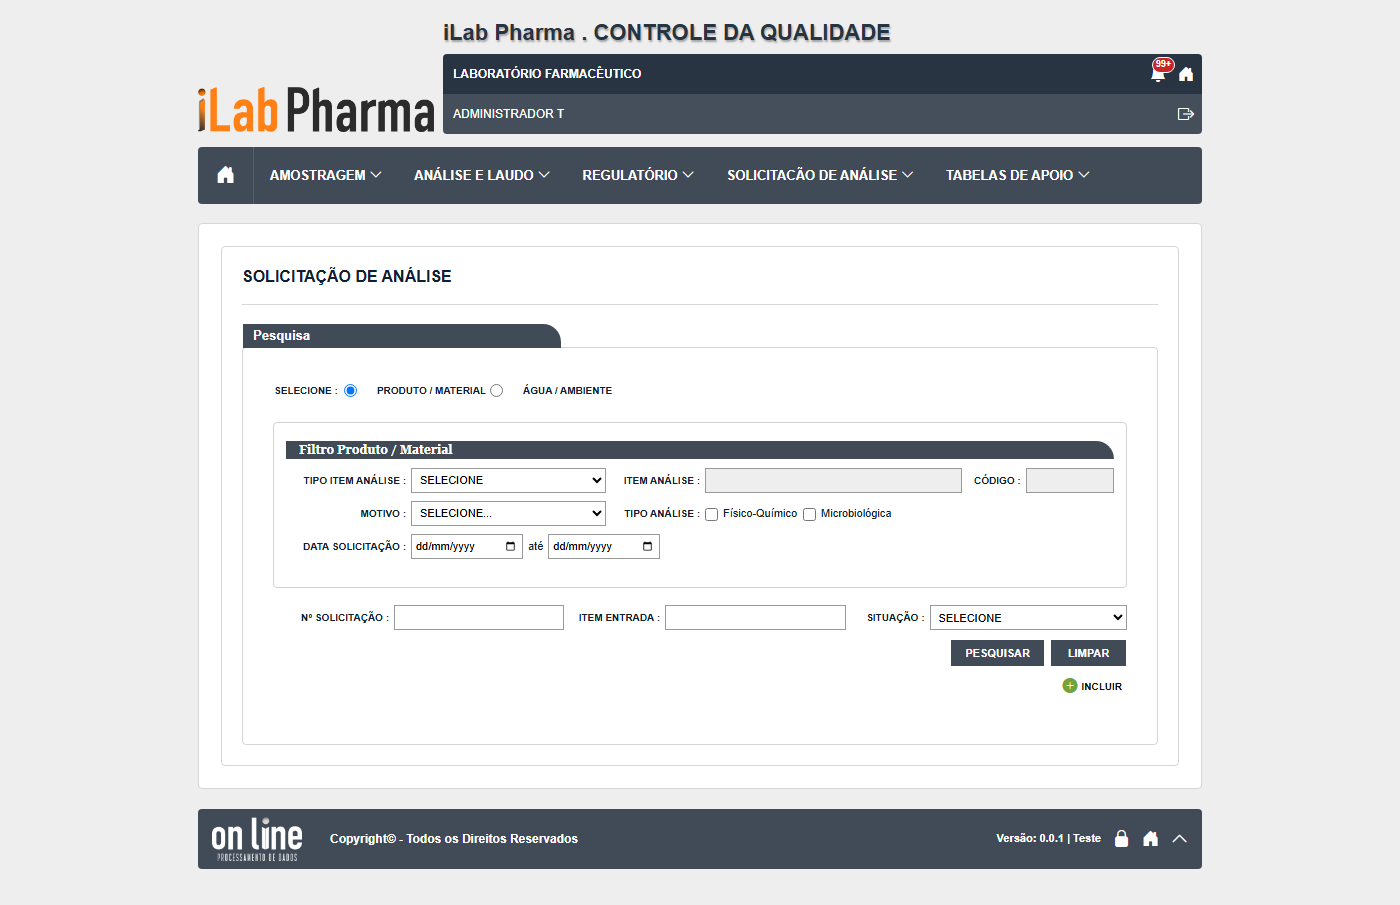 iLab Pharma . CONTROLE DA QUALIDADE
iLab Pharma
LABORATÓRIO FARMACÊUTICO
99+
ADMINISTRADOR T
AMOSTRAGEM ANÁLISE E LAUDO REGULATÓRIO SOLICITACÃO DE ANÁLISE TABELAS DE APOIO
SOLICITAÇÃO DE ANÁLISE
Pesquisa
SELECIONE : PRODUTO / MATERIAL ÁGUA / AMBIENTE
Filtro Produto / Material
TIPO ITEM ANÁLISE : SELECIONE ITEM ANÁLISE : CÓDIGO :
MOTIVO : SELECIONE... TIPO ANÁLISE : Físico-Químico Microbiológica
DATA SOLICITAÇÃO : dd/mm/yyyy até dd/mm/yyyy
Nº SOLICITAÇÃO : ITEM ENTRADA : SITUAÇÃO : SELECIONE
PESQUISAR LIMPAR
INCLUIR
on line
PROCESSAMENTO DE DADOS
Copyright© - Todos os Direitos Reservados
Versão: 0.0.1 | Teste